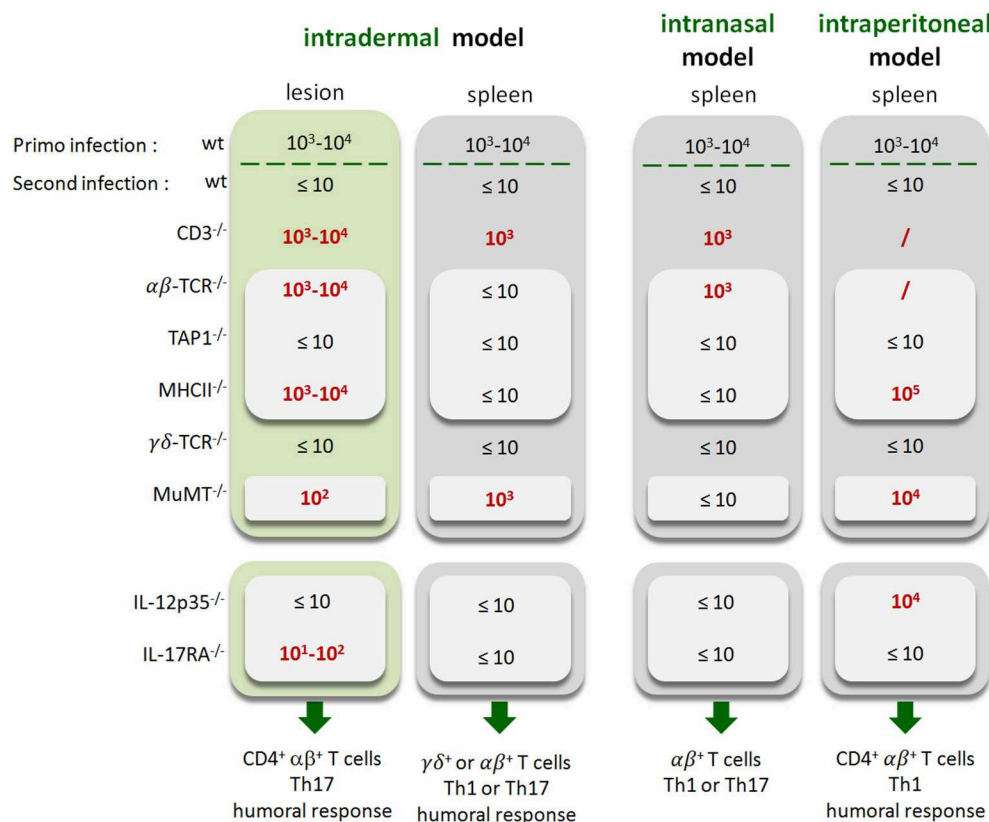 intradermal model intranasal model intraperitoneal model
lesion spleen spleen spleen
Primo infection : wt 10³-10⁴ 10³-10⁴ 10³-10⁴ 10³-10⁴
Second infection : wt ≤ 10 ≤ 10 ≤ 10 ≤ 10
CD3⁻/⁻ 10³-10⁴ 10³ 10³ /
αβ-TCR⁻/⁻ 10³-10⁴ ≤ 10 10³ /
TAP1⁻/⁻ ≤ 10 ≤ 10 ≤ 10 ≤ 10
MHCII⁻/⁻ 10³-10⁴ ≤ 10 ≤ 10 10⁵
γδ-TCR⁻/⁻ ≤ 10 ≤ 10 ≤ 10 ≤ 10
MuMT⁻/⁻ 10² 10³ ≤ 10 10⁴
IL-12p35⁻/⁻ ≤ 10 ≤ 10 ≤ 10 10⁴
IL-17RA⁻/⁻ 10¹-10² ≤ 10 ≤ 10 ≤ 10
CD4⁺ αβ⁺ T cells
Th17
humoral response
γδ⁺ or αβ⁺ T cells
Th1 or Th17
humoral response
αβ⁺ T cells
Th1 or Th17
CD4⁺ αβ⁺ T cells
Th1
humoral response